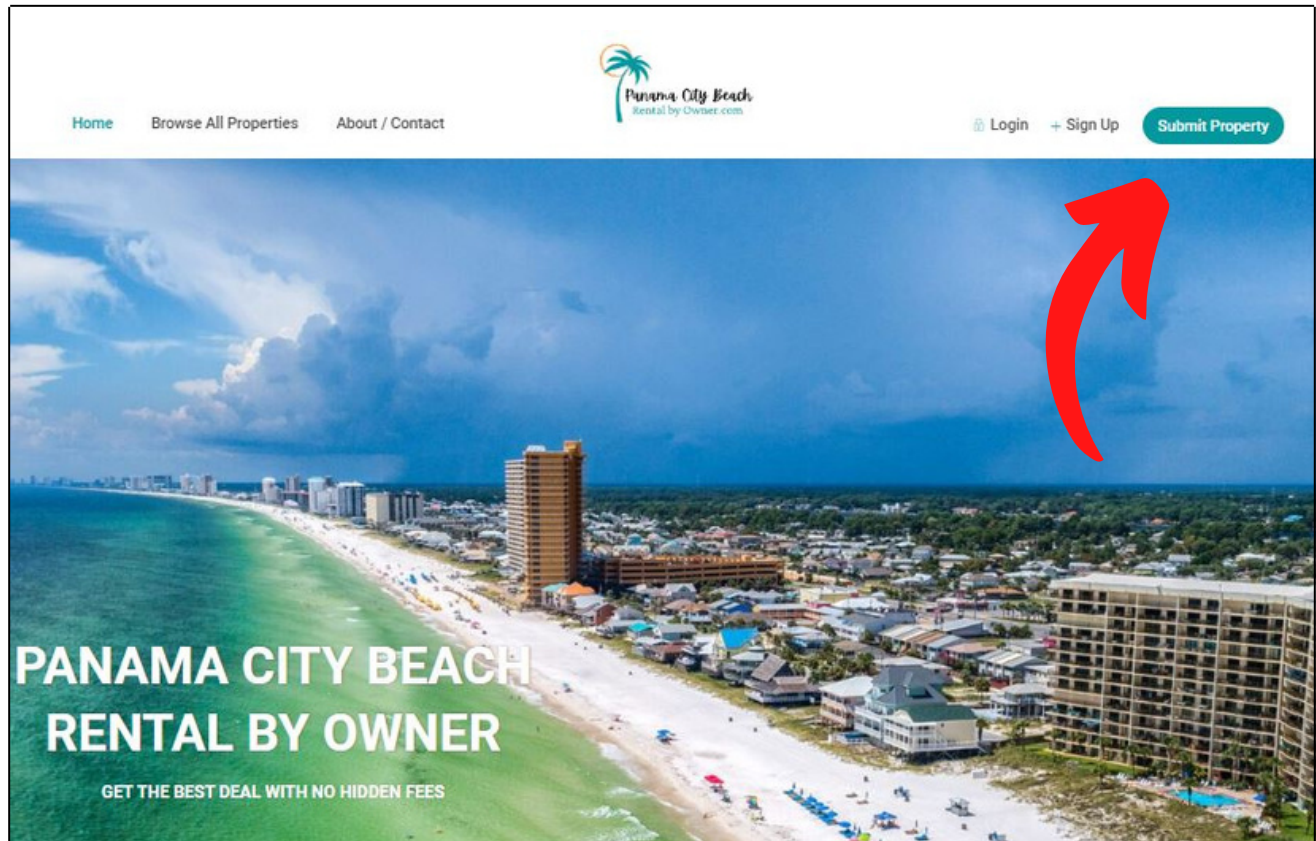 Panama City Beach
Rental by Owner.com
Home Browse All Properties About / Contact
Login + Sign Up Submit Property
PANAMA CITY BEACH
RENTAL BY OWNER
GET THE BEST DEAL WITH NO HIDDEN FEES